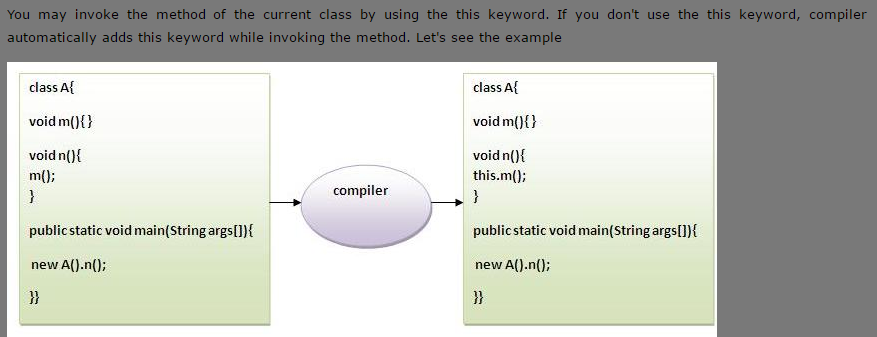 You may invoke the method of the current class by using the this keyword. If you don't use the this keyword, compiler
automatically adds this keyword while invoking the method. Let's see the example
class A{
void m(){}
void n(){
m();
}
public static void main(String args[]){
new A().n();
}}
compiler
class A{
void m(){}
void n(){
this.m();
}
public static void main(String args[]){
new A().n();
}}